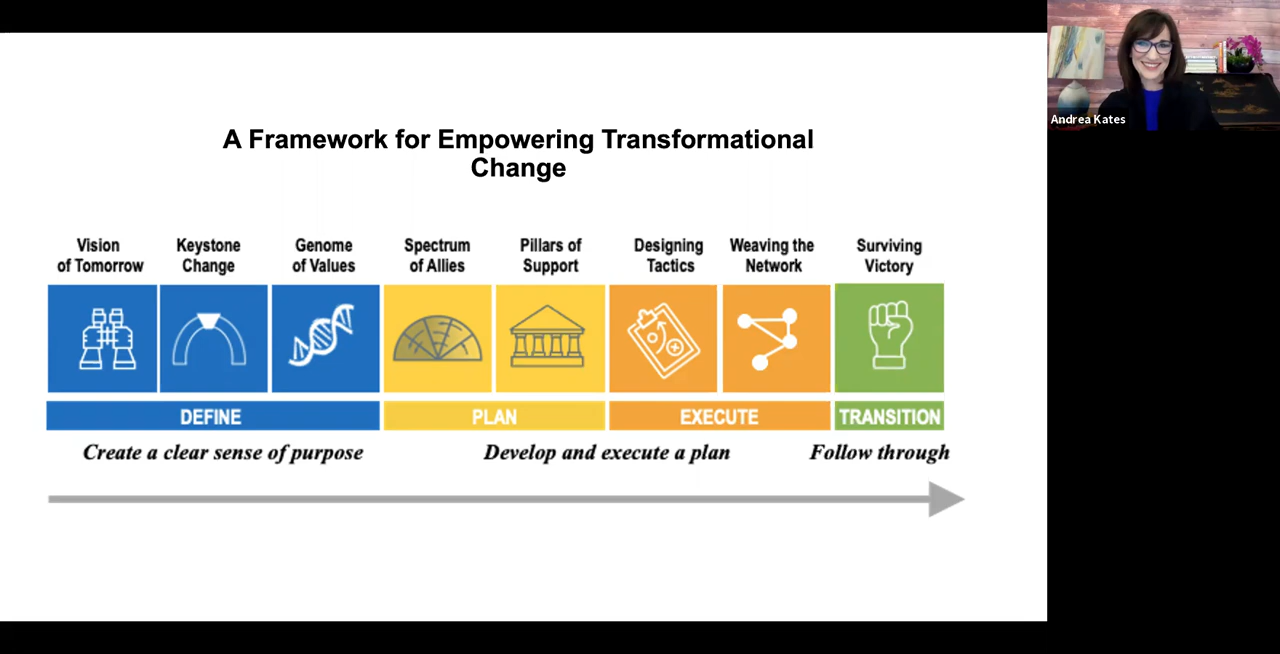 A Framework for Empowering Transformational
Change
Vision
of Tomorrow
Keystone
Change
Genome
of Values
Spectrum
of Allies
Pillars of
Support
Designing
Tactics
Weaving the
Network
Surviving
Victory
DEFINE
PLAN
EXECUTE
TRANSITION
Create a clear sense of purpose
Develop and execute a plan
Follow through
Andrea Kates